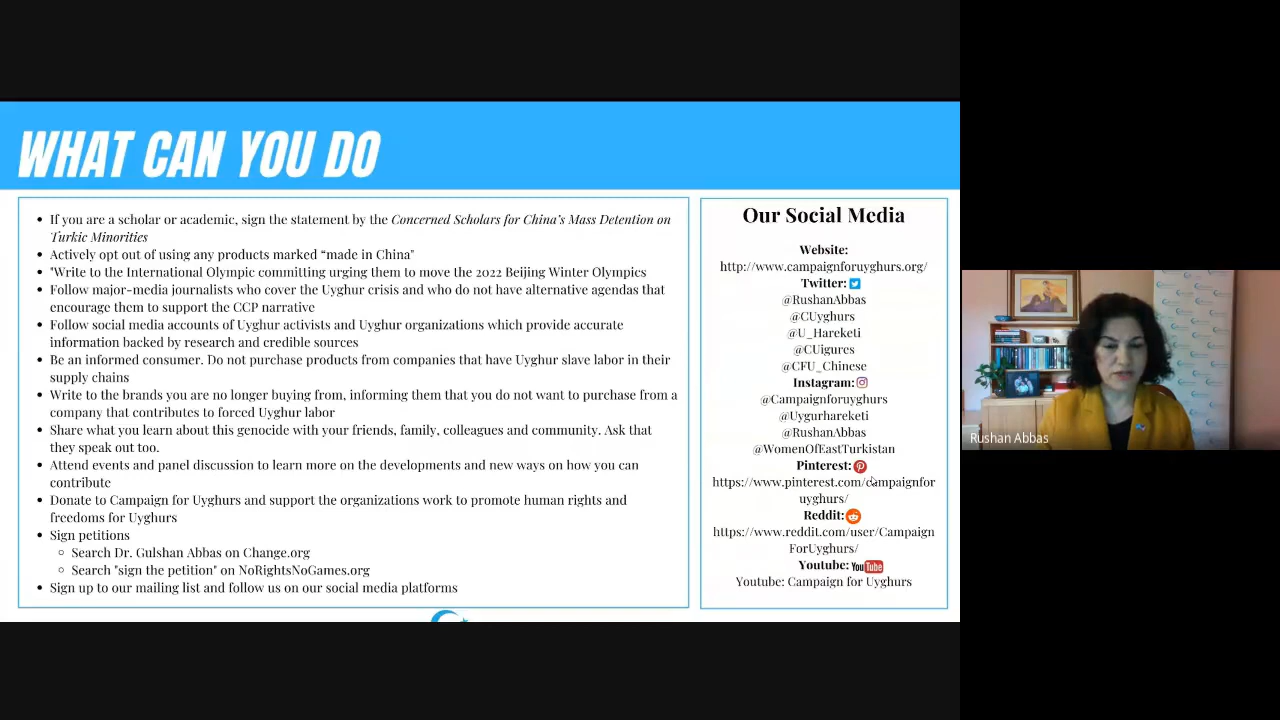 WHAT CAN YOU DO
If you are a scholar or academic, sign the statement by the Concerned Scholars for China's Mass Detention on
Turkic Minorities
Actively opt out of using any products marked “made in China"
"Write to the International Olympic committing urging them to move the 2022 Beijing Winter Olympics
Follow major-media journalists who cover the Uyghur crisis and who do not have alternative agendas that
encourage them to support the CCP narrative
Follow social media accounts of Uyghur activists and Uyghur organizations which provide accurate
information backed by research and credible sources
Be an informed consumer. Do not purchase products from companies that have Uyghur slave labor in their
supply chains
Write to the brands you are no longer buying from, informing them that you do not want to purchase from a
company that contributes to forced Uyghur labor
Share what you learn about this genocide with your friends, family, colleagues and community. Ask that
they speak out too.
Attend events and panel discussion to learn more on the developments and new ways on how you can
contribute
Donate to Campaign for Uyghurs and support the organizations work to promote human rights and
freedoms for Uyghurs
Sign petitions
Search Dr. Gulshan Abbas on Change.org
Search "sign the petition" on NoRightsNoGames.org
Sign up to our mailing list and follow us on our social media platforms
Our Social Media
Website:
http://www.campaignforuyghurs.org/
Twitter:
@RushanAbbas
@CUyghurs
@U_Hareketi
@CUigures
@CFU_Chinese
Instagram:
@Campaignforuyghurs
@Uygurhareketi
@RushanAbbas
@WomenOfEastTurkistan
Pinterest:
https://www.pinterest.com/campaignfor
uyghurs/
Reddit:
https://www.reddit.com/user/Campaign
ForUyghurs/
Youtube: YouTube
Youtube: Campaign for Uyghurs
Rushan Abbas